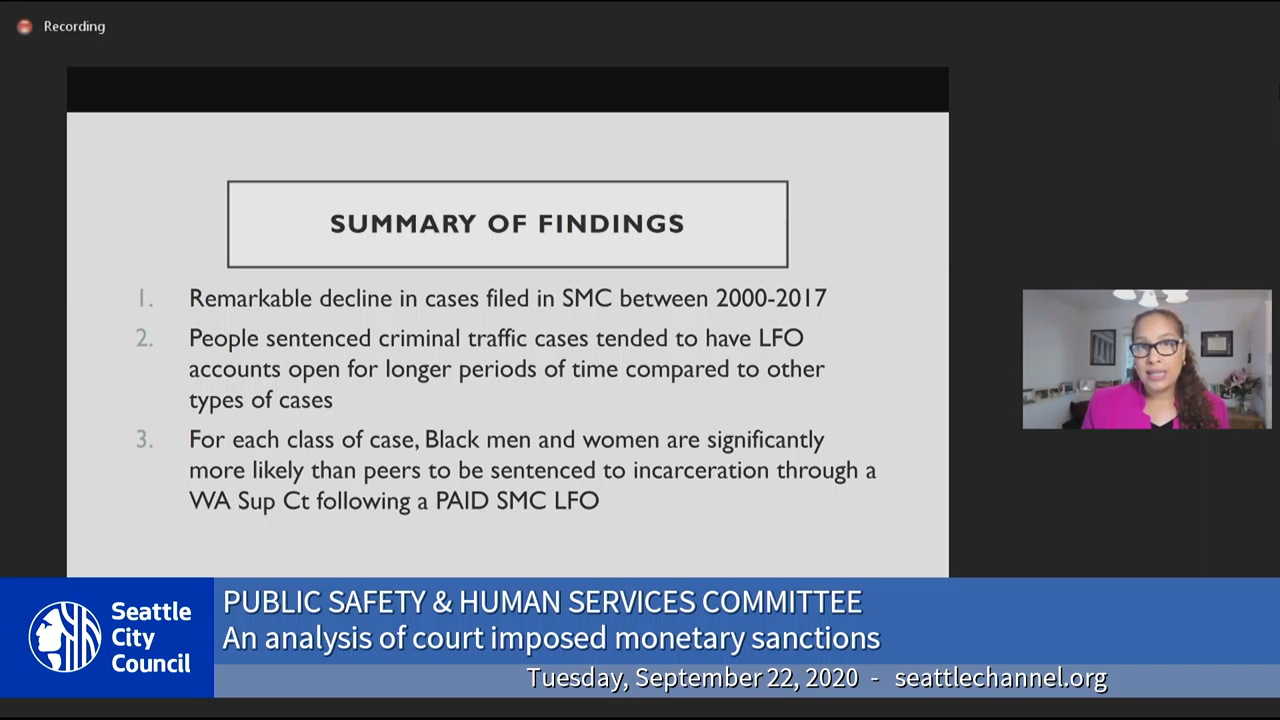 Recording
SUMMARY OF FINDINGS
1. Remarkable decline in cases filed in SMC between 2000-2017
2. People sentenced criminal traffic cases tended to have LFO
accounts open for longer periods of time compared to other
types of cases
3. For each class of case, Black men and women are significantly
more likely than peers to be sentenced to incarceration through a
WA Sup Ct following a PAID SMC LFO
Seattle
City
Council
PUBLIC SAFETY & HUMAN SERVICES COMMITTEE
An analysis of court imposed monetary sanctions
Tuesday, September 22, 2020 - seattlechannel.org